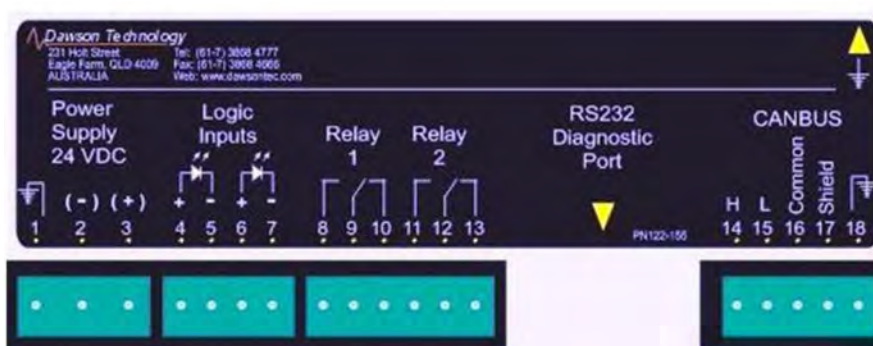 Dawson Technology
231 Holt Street
Eagle Farm, QLD 4009
AUSTRALIA
Tel: (61-7) 3868 4777
Fax: (61-7) 3868 4666
Web: www.dawsontec.com
Power
Supply
24 VDC
Logic
Inputs
Relay
1
Relay
2
RS232
Diagnostic
Port
CANBUS
(-) (+)
+ - + -
H L Common Shield
1 2 3 4 5 6 7 8 9 10 11 12 13 14 15 16 17 18
PN122-156